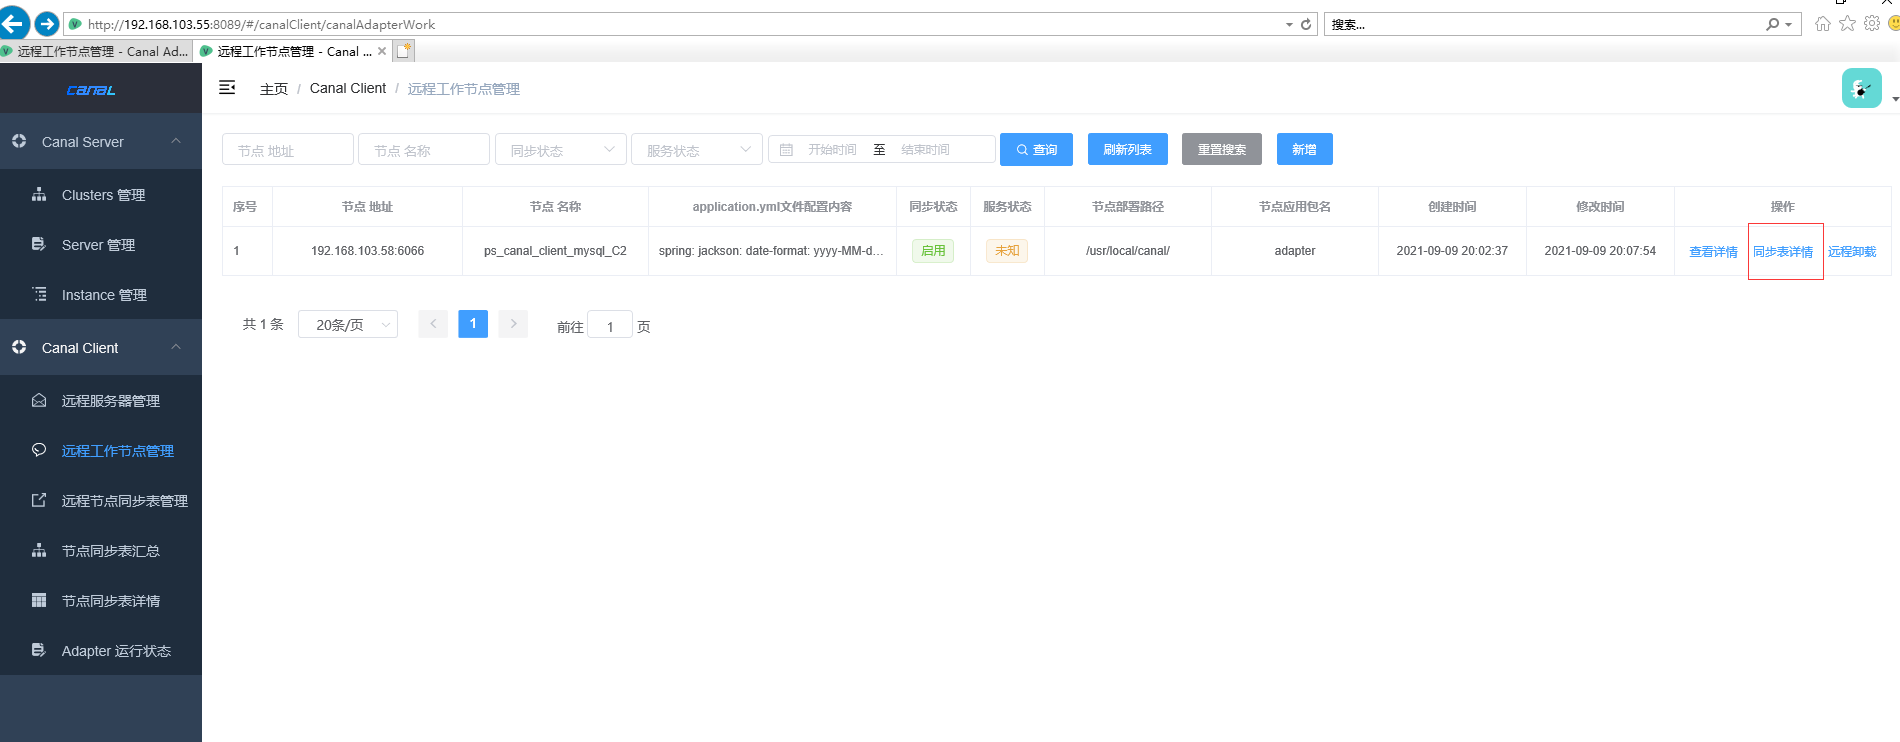 http://192.168.103.55:8089/#/canalClient/canalAdapterWork
搜索...
远程工作节点管理 - Canal Ad...
远程工作节点管理 - Canal ...
canal
主页 / Canal Client / 远程工作节点管理
Canal Server
Clusters 管理
Server 管理
Instance 管理
Canal Client
远程服务器管理
远程工作节点管理
远程节点同步表管理
节点同步表汇总
节点同步表详情
Adapter 运行状态
节点 地址 节点 名称 同步状态 服务状态 开始时间 至 结束时间 查询 刷新列表 重置搜索 新增
序号 节点 地址 节点 名称 application.yml文件配置内容 同步状态 服务状态 节点部署路径 节点应用包名 创建时间 修改时间 操作
1 192.168.103.58:6066 ps_canal_client_mysql_C2 spring: jackson: date-format: yyyy-MM-d... 启用 未知 /usr/local/canal/ adapter 2021-09-09 20:02:37 2021-09-09 20:07:54 查看详情 同步表详情 远程卸载
共 1 条 20条/页 1 前往 1 页